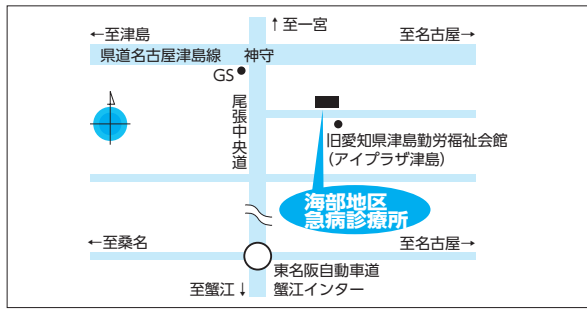 ↑至一宮
←至津島
至名古屋→
県道名古屋津島線
神守
GS
尾張中央道
旧愛知県津島勤労福祉会館
(アイプラザ津島)
海部地区
急病診療所
←至桑名
至名古屋→
東名阪自動車道
蟹江インター
至蟹江↓